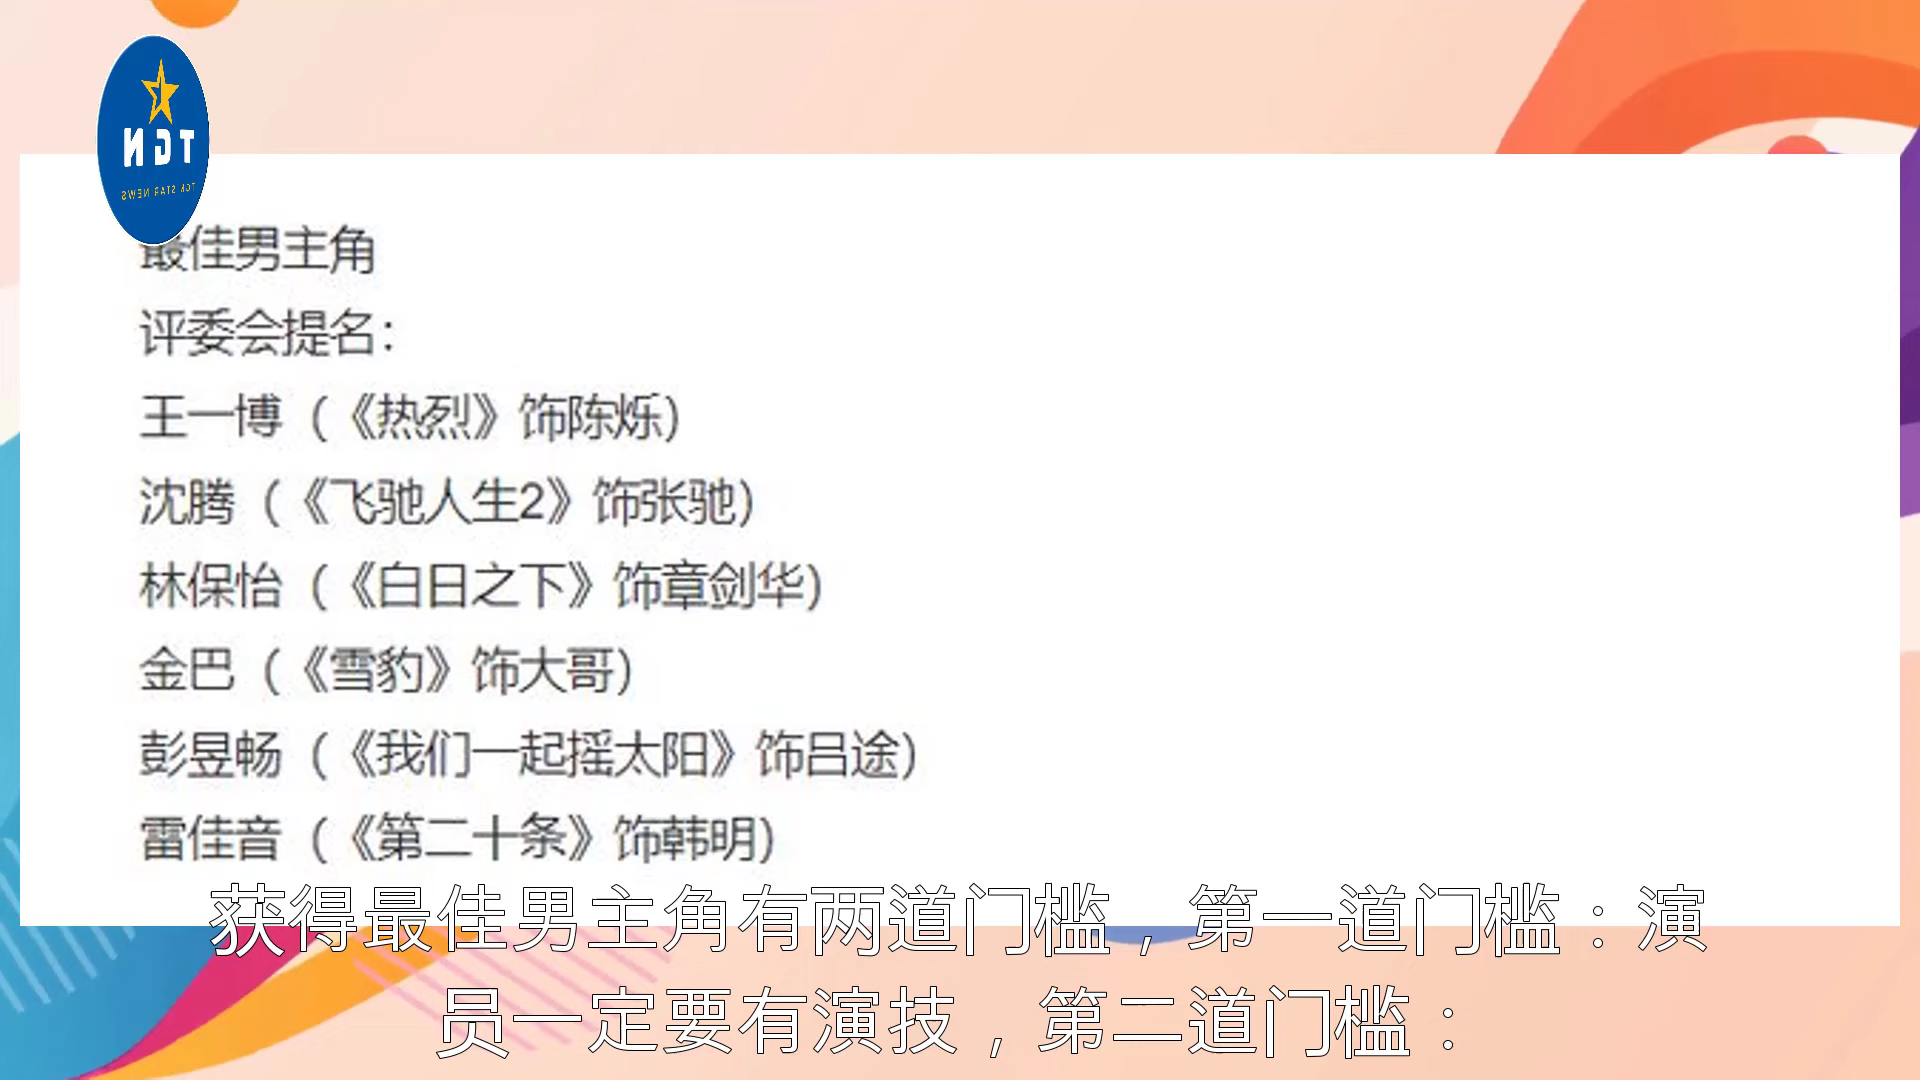 TGN
TGN STAR NEWS
最佳男主角
评委会提名：
王一博（《热烈》饰陈烁）
沈腾（《飞驰人生2》饰张驰）
林保怡（《白日之下》饰章剑华）
金巴（《雪豹》饰大哥）
彭昱畅（《我们一起摇太阳》饰吕途）
雷佳音（《第二十条》饰韩明）
获得最佳男主角有两道门槛，第一道门槛：演
员一定要有演技，第二道门槛：